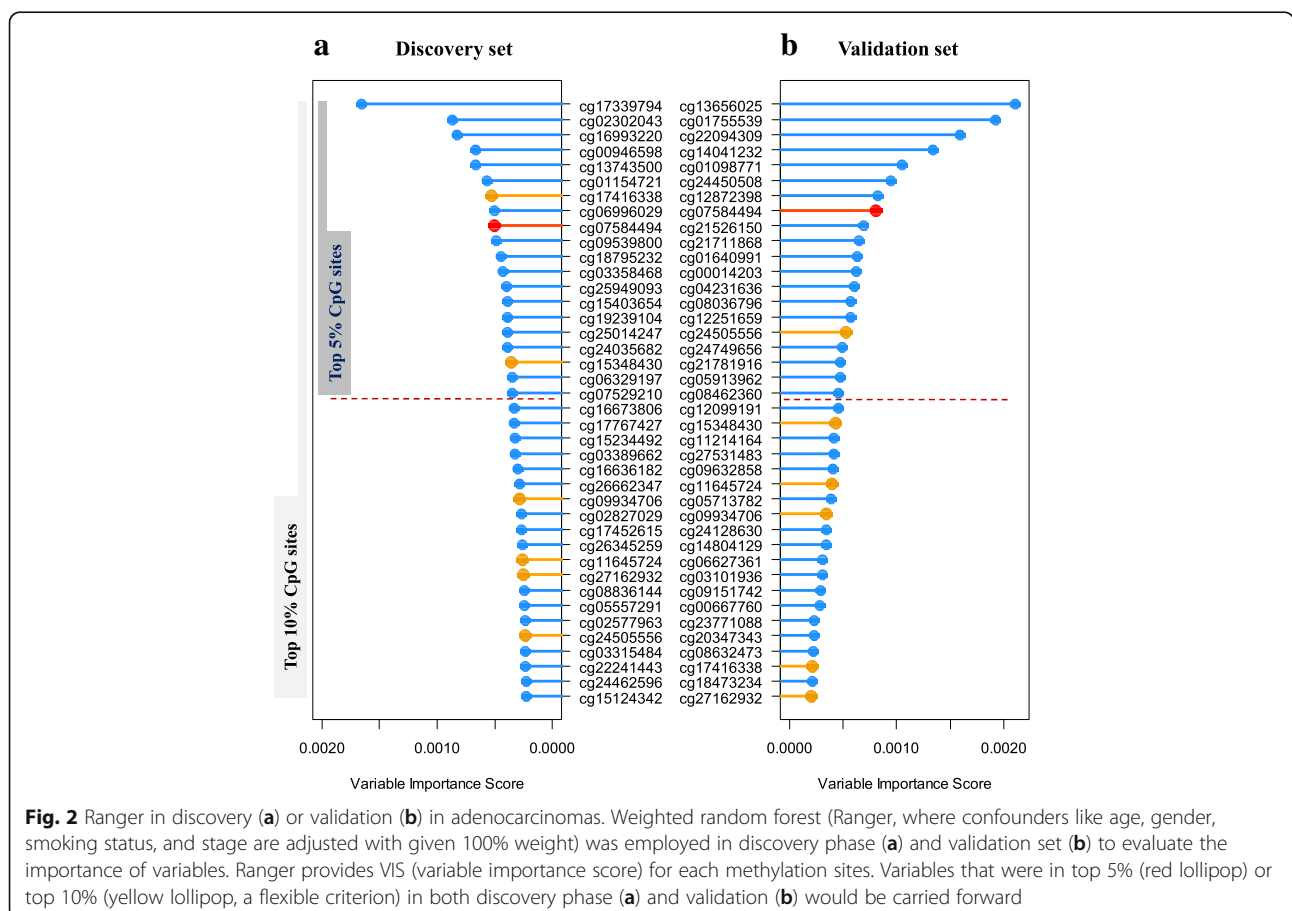 a Discovery set
b Validation set
cg17339794 cg13656025
cg02302043 cg01755539
cg16993220 cg22094309
cg00946598 cg14041232
cg13743500 cg01098771
cg01154721 cg24450508
cg17416338 cg12872398
cg06996029 cg07584494
cg07584494 cg21526150
cg09539800 cg21711868
cg18795232 cg01640991
cg03358468 cg00014203
cg25949093 cg04231636
cg15403654 cg08036796
cg19239104 cg12251659
cg25014247 cg24505556
cg24035682 cg24749656
cg15348430 cg21781916
cg06329197 cg05913962
cg07529210 cg08462360
cg16673806 cg12099191
cg17767427 cg15348430
cg15234492 cg11214164
cg03389662 cg27531483
cg16636182 cg09632858
cg26662347 cg11645724
cg09934706 cg05713782
cg02827029 cg09934706
cg17452615 cg24128630
cg26345259 cg14804129
cg11645724 cg06627361
cg27162932 cg03101936
cg08836144 cg09151742
cg05557291 cg00667760
cg02577963 cg23771088
cg24505556 cg20347343
cg03315484 cg08632473
cg22241443 cg17416338
cg24462596 cg18473234
cg15124342 cg27162932
Top 5% CpG sites
Top 10% CpG sites
0.0020 0.0010 0.0000
0.0000 0.0010 0.0020
Variable Importance Score
Variable Importance Score
Fig. 2 Ranger in discovery (a) or validation (b) in adenocarcinomas. Weighted random forest (Ranger, where confounders like age, gender,
smoking status, and stage are adjusted with given 100% weight) was employed in discovery phase (a) and validation set (b) to evaluate the
importance of variables. Ranger provides VIS (variable importance score) for each methylation sites. Variables that were in top 5% (red lollipop) or
top 10% (yellow lollipop, a flexible criterion) in both discovery phase (a) and validation (b) would be carried forward